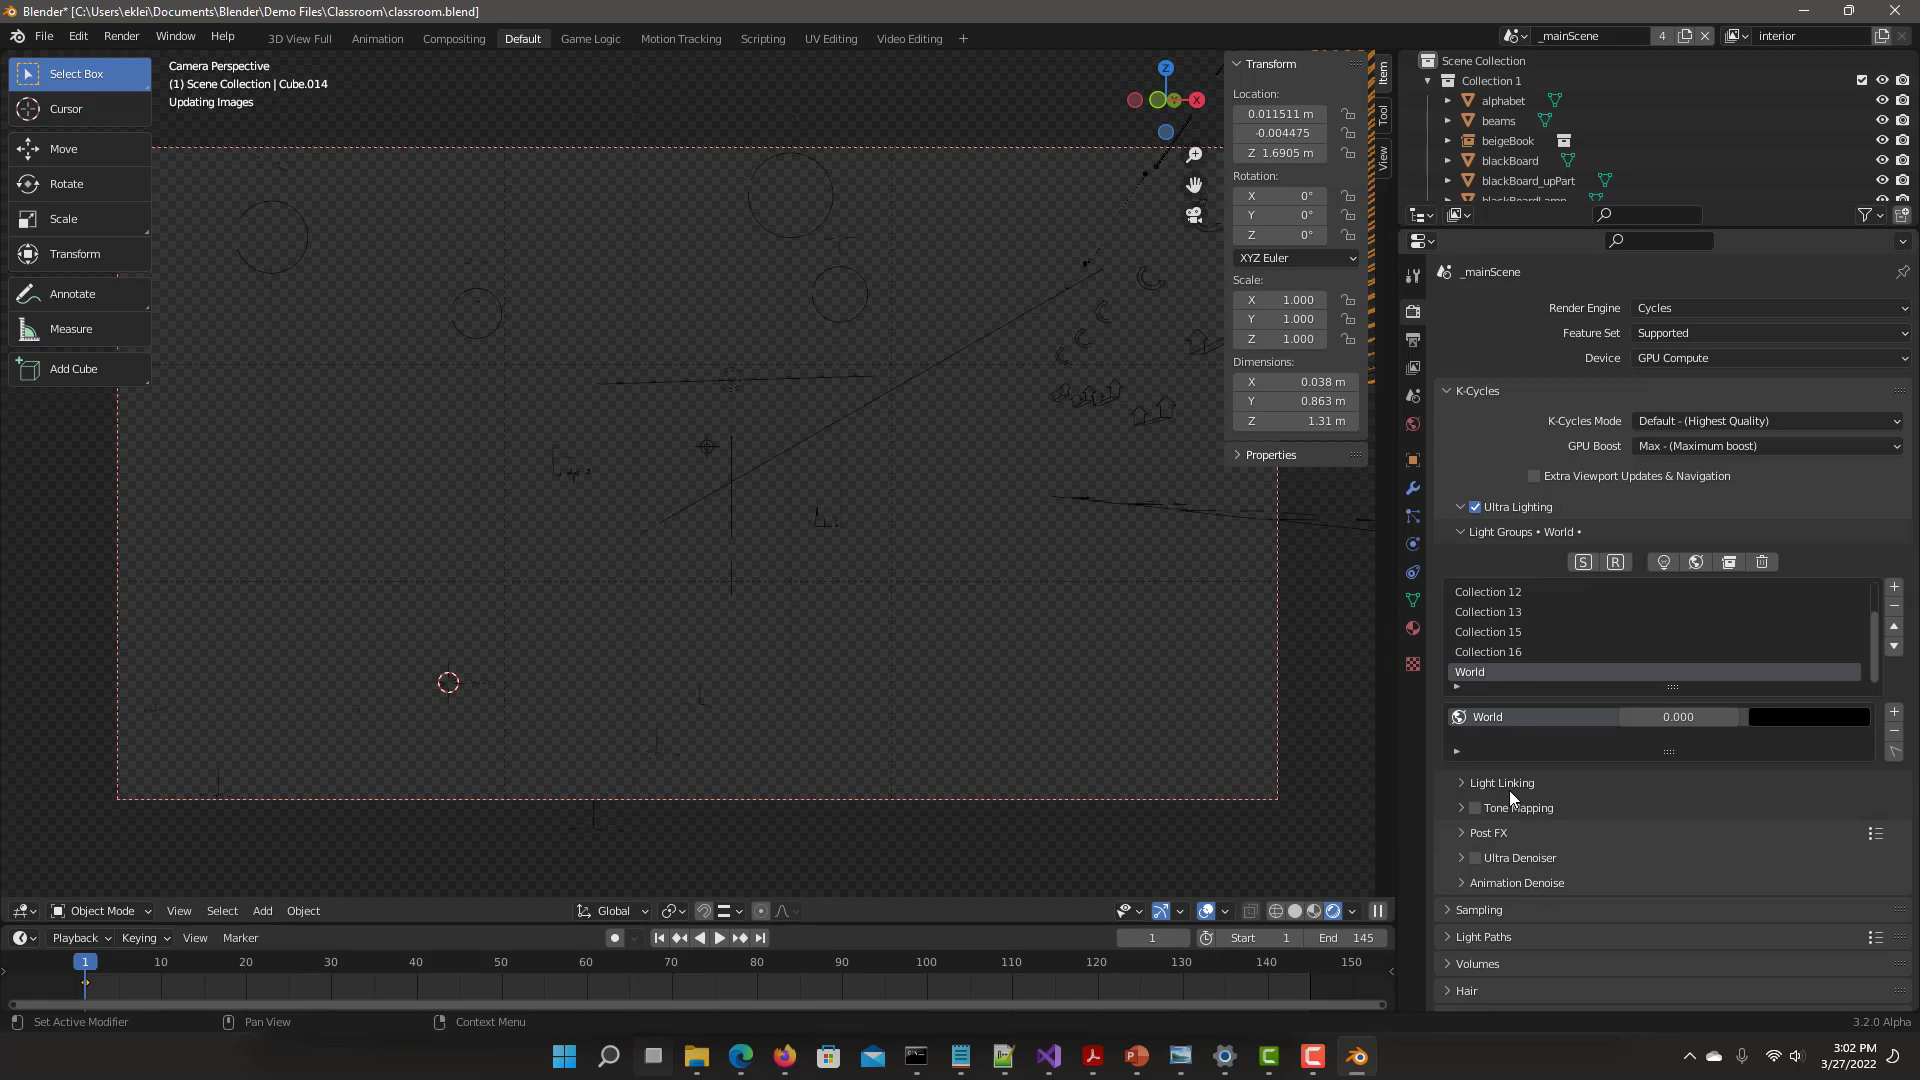 Blender* [C:\Users\eklei\Documents\Blender\Demo Files\Classroom\classroom.blend]
File Edit Render Window Help 3D View Full Animation Compositing Default Game Logic Motion Tracking Scripting UV Editing Video Editing + _mainScene 4 interior
Select Box
Cursor
Move
Rotate
Scale
Transform
Annotate
Measure
Add Cube
Camera Perspective
(1) Scene Collection | Cube.014
Updating Images
Z
X
Y
Transform
Location:
0.011511 m
-0.004475
Z 1.6905 m
Rotation:
X 0°
Y 0°
Z 0°
XYZ Euler
Scale:
X 1.000
Y 1.000
Z 1.000
Dimensions:
X 0.038 m
Y 0.863 m
Z 1.31 m
Properties
Item
Tool
View
Scene Collection
Collection 1
alphabet
beams
beigeBook
blackBoard
blackBoard_upPart
blackBoardLamp
_mainScene
Render Engine Cycles
Feature Set Supported
Device GPU Compute
K-Cycles
K-Cycles Mode Default - (Highest Quality)
GPU Boost Max - (Maximum boost)
Extra Viewport Updates & Navigation
Ultra Lighting
Light Groups • World •
S R
Collection 12
Collection 13
Collection 15
Collection 16
World
World 0.000
Light Linking
Tone Mapping
Post FX
Ultra Denoiser
Animation Denoise
Sampling
Light Paths
Volumes
Hair
Object Mode View Select Add Object Global
Playback Keying View Marker 1 Start 1 End 145
1 10 20 30 40 50 60 70 80 90 100 110 120 130 140 150
Set Active Modifier Pan View Context Menu 3.2.0 Alpha
3:02 PM
3/27/2022